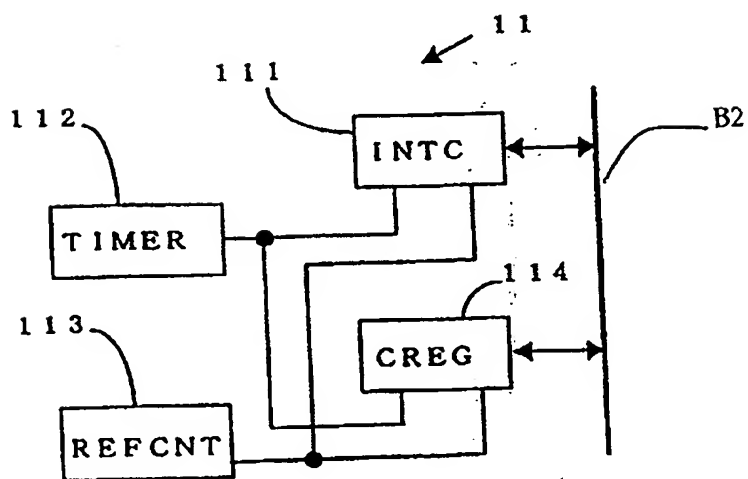 11
111
112
B2
INTC
TIMER
114
113
CREG
REFCNT